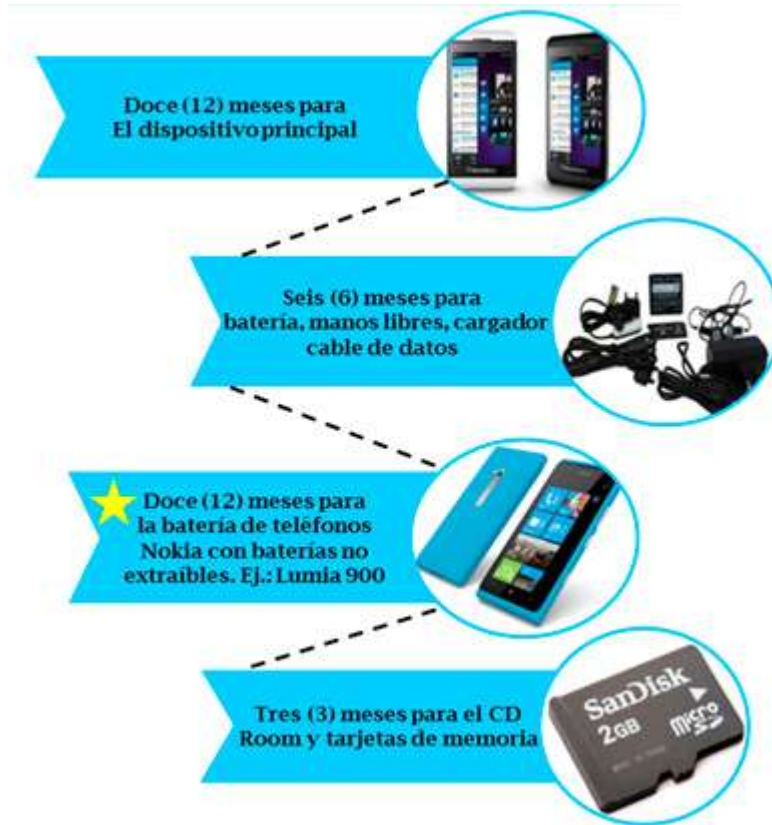 Doce (12) meses para
El dispositivo principal
Seis (6) meses para
batería, manos libres, cargador
cable de datos
Doce (12) meses para
la batería de teléfonos
Nokia con baterías no
extraíbles. Ej.: Lumia 900
Tres (3) meses para el CD
Room y tarjetas de memoria
SanDisk
2GB
micro
SD